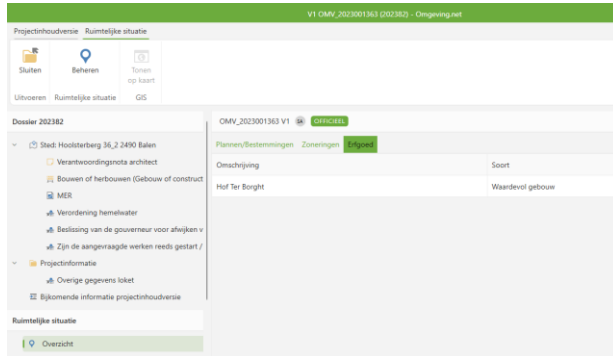 V1 OMV_2023001363 (202382) - Omgeving.net
Projectinhoudversie Ruimtelijke situatie
Sluiten
Beheren
Tonen
op kaart
Uitvoeren Ruimtelijke situatie GIS
Dossier 202382
Sted: Hoolsterberg 36_2 2490 Balen
Verantwoordingsnota architect
Bouwen of herbouwen (Gebouw of construct
MER
Verordening hemelwater
Beslissing van de gouverneur voor afwijken v
Zijn de aangevraagde werken reeds gestart /
Projectinformatie
Overige gegevens loket
Bijkomende informatie projectinhoudversie
Ruimtelijke situatie
Overzicht
OMV_2023001363 V1 OFFICIEEL
Plannen/Bestemmingen Zoneringen Erfgoed
Omschrijving Soort
Hof Ter Borght Waardevol gebouw